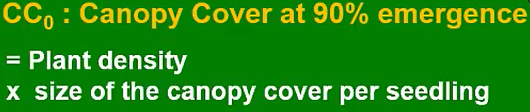 CC₀ : Canopy Cover at 90% emergence
= Plant density
x size of the canopy cover per seedling